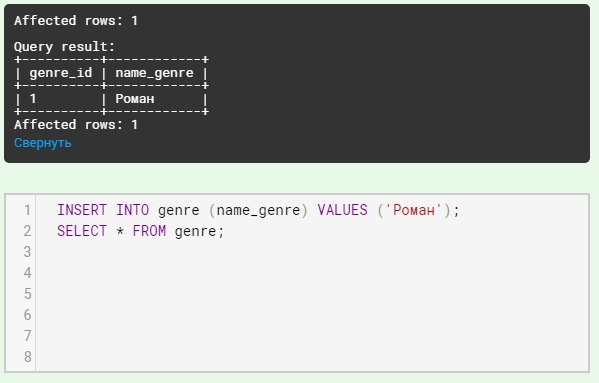 Affected rows: 1
Query result:
+----------+------------+
| genre_id | name_genre |
+----------+------------+
| 1        | Роман      |
+----------+------------+
Affected rows: 1
Свернуть
1 INSERT INTO genre (name_genre) VALUES ('Роман');
2 SELECT * FROM genre;
3
4
5
6
7
8